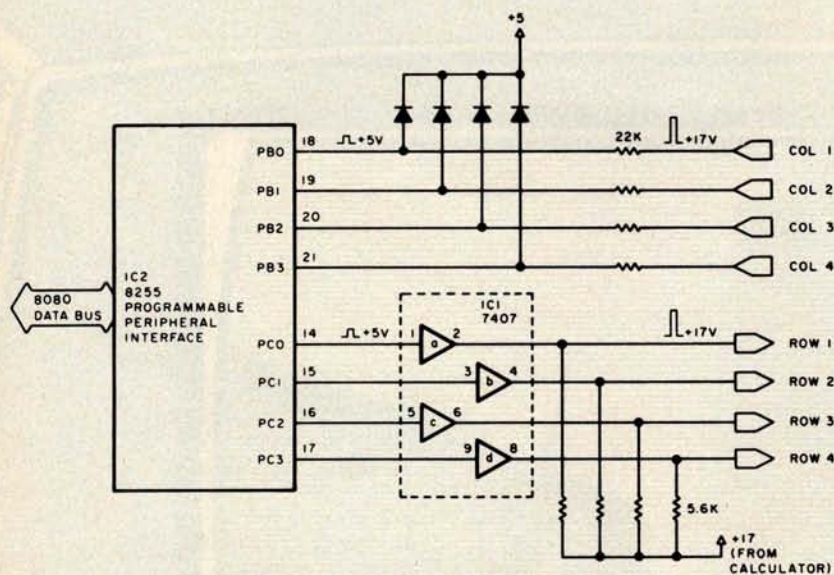 +5
18
PB0
+5V
22K
+17V
COL 1
19
PB1
COL 2
20
PB2
COL 3
21
PB3
COL 4
IC2
8255
PROGRAMMABLE
PERIPHERAL
INTERFACE
8080
DATA BUS
IC1
7407
14
PC0
+5V
1
a
2
+17V
ROW 1
15
PC1
3
b
4
ROW 2
16
PC2
5
c
6
ROW 3
17
PC3
9
d
8
ROW 4
5.6K
+17
(FROM
CALCULATOR)